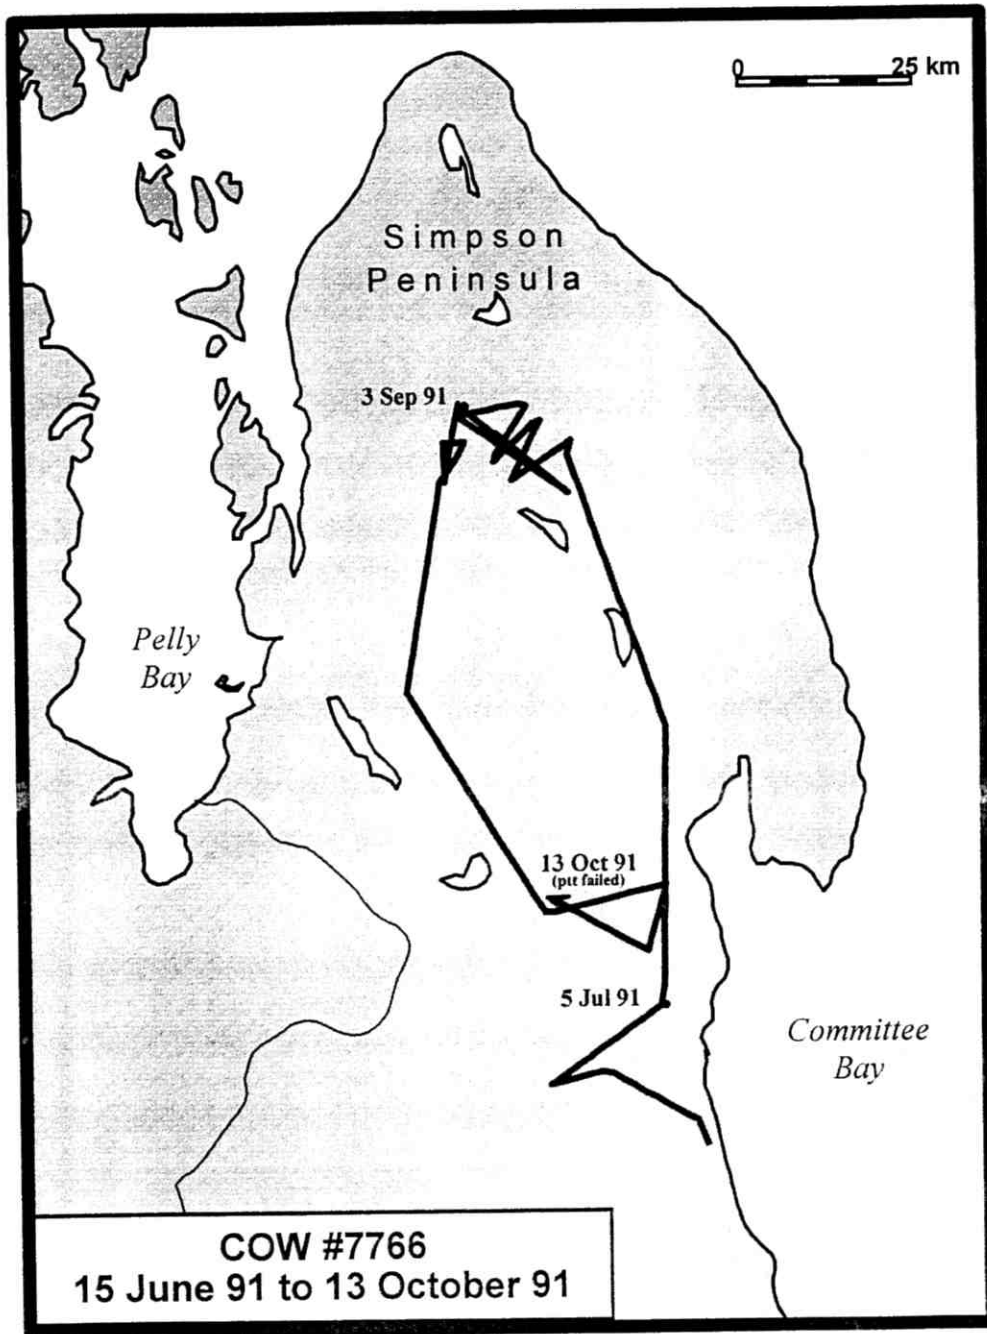 0 25 km
Simpson
Peninsula
3 Sep 91
Pelly
Bay
13 Oct 91
(ptt failed)
5 Jul 91
Committee
Bay
COW #7766
15 June 91 to 13 October 91